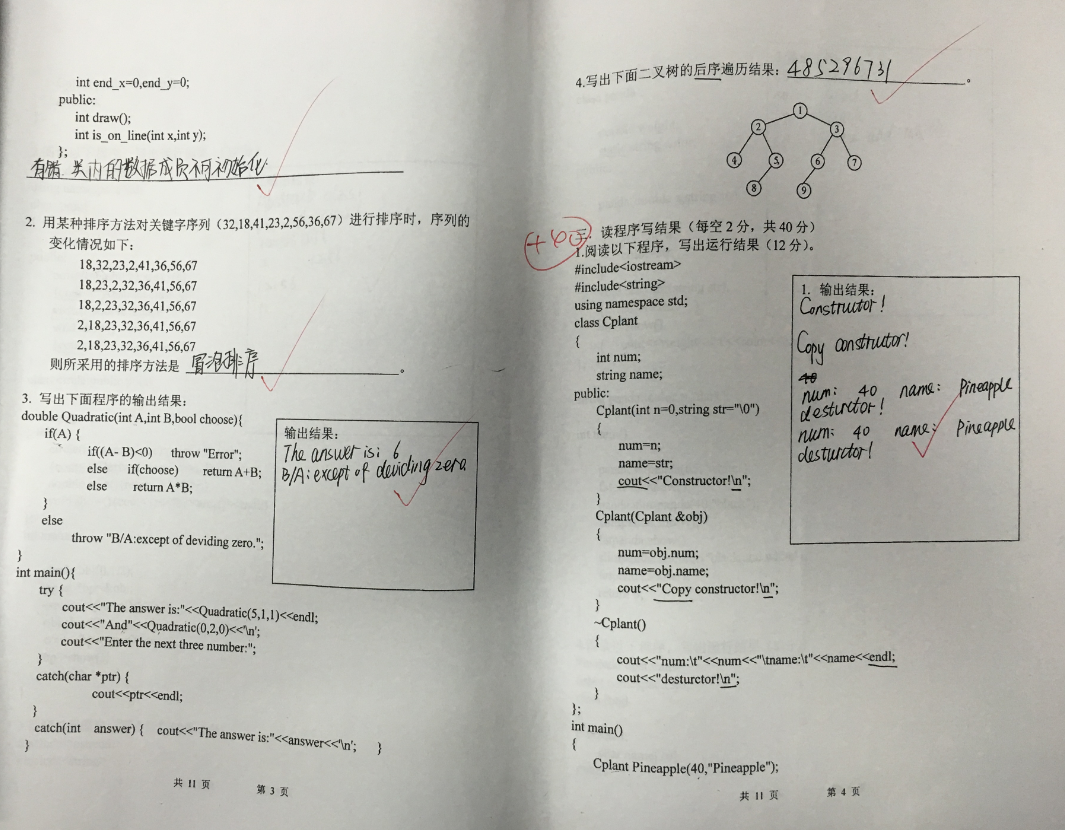 int end_x=0,end_y=0;
public:
int draw();
int is_on_line(int x,int y);
};
有错. 类内的数据成员不可初始化
2. 用某种排序方法对关键字序列（32,18,41,23,2,56,36,67）进行排序时，序列的
变化情况如下：
18,32,23,2,41,36,56,67
18,23,2,32,36,41,56,67
18,2,23,32,36,41,56,67
2,18,23,32,36,41,56,67
2,18,23,32,36,41,56,67
则所采用的排序方法是 冒泡排序 。
3. 写出下面程序的输出结果：
double Quadratic(int A,int B,bool choose){
if(A) {
if((A- B)<0) throw "Error";
else if(choose) return A+B;
else return A*B;
}
else
throw "B/A:except of deviding zero.";
}
int main(){
try {
cout<<"The answer is:"<<Quadratic(5,1,1)<<endl;
cout<<"And"<<Quadratic(0,2,0)<<'\n';
cout<<"Enter the next three number:";
}
catch(char *ptr) {
cout<<ptr<<endl;
}
catch(int answer) { cout<<"The answer is:"<<answer<<'\n'; }
}
输出结果：
The answer is: 6
B/A: except of deviding zero
共 11 页 第 3 页
4.写出下面二叉树的后序遍历结果：485296731 。
1
2 3
4 5 6 7
8 9
+40
三. 读程序写结果（每空 2 分，共 40 分）
1.阅读以下程序，写出运行结果（12 分）。
#include<iostream>
#include<string>
using namespace std;
class Cplant
{
int num;
string name;
public:
Cplant(int n=0,string str="\0")
{
num=n;
name=str;
cout<<"Constructor!\n";
}
Cplant(Cplant &obj)
{
num=obj.num;
name=obj.name;
cout<<"Copy constructor!\n";
}
~Cplant()
{
cout<<"num:\t"<<num<<"\tname:\t"<<name<<endl;
cout<<"desturctor!\n";
}
};
int main()
{
Cplant Pineapple(40,"Pineapple");
1. 输出结果：
Constructor!
Copy constructor!
40
num: 40 name: Pineapple
desturctor!
num: 40 name: Pineapple
desturctor!
共 11 页 第 4 页